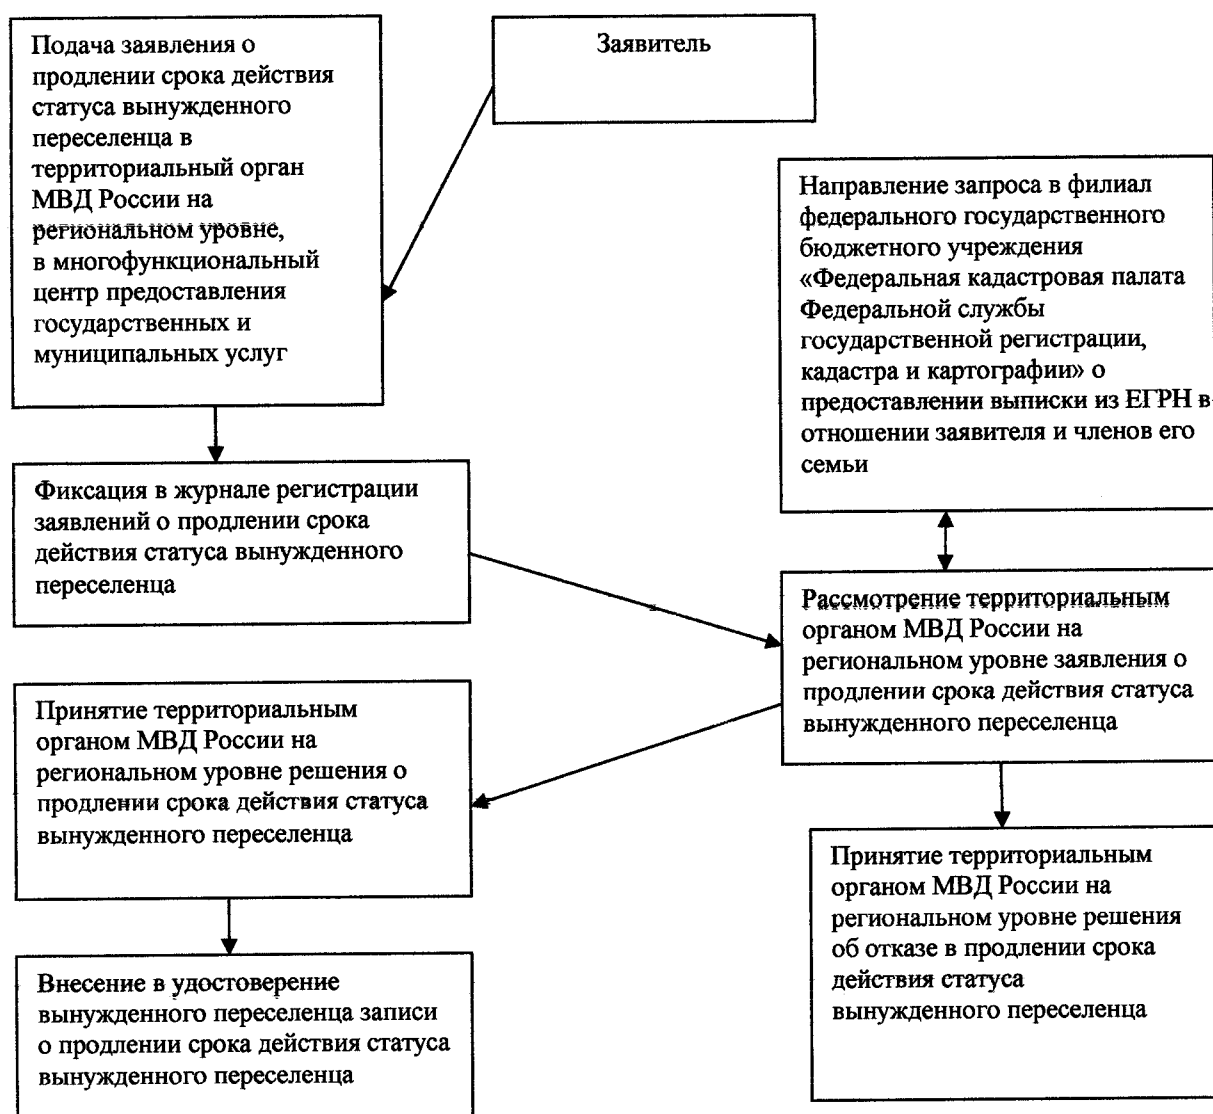 Заявитель
Подача заявления о
продлении срока действия
статуса вынужденного
переселенца в
территориальный орган
МВД России на
региональном уровне,
в многофункциональный
центр предоставления
государственных и
муниципальных услуг
Фиксация в журнале регистрации
заявлений о продлении срока
действия статуса вынужденного
переселенца
Направление запроса в филиал
федерального государственного
бюджетного учреждения
«Федеральная кадастровая палата
Федеральной службы
государственной регистрации,
кадастра и картографии» о
предоставлении выписки из ЕГРН в
отношении заявителя и членов его
семьи
Рассмотрение территориальным
органом МВД России на
региональном уровне заявления о
продлении срока действия статуса
вынужденного переселенца
Принятие территориальным
органом МВД России на
региональном уровне решения о
продлении срока действия статуса
вынужденного переселенца
Принятие территориальным
органом МВД России на
региональном уровне решения
об отказе в продлении срока
действия статуса
вынужденного переселенца
Внесение в удостоверение
вынужденного переселенца записи
о продлении срока действия статуса
вынужденного переселенца